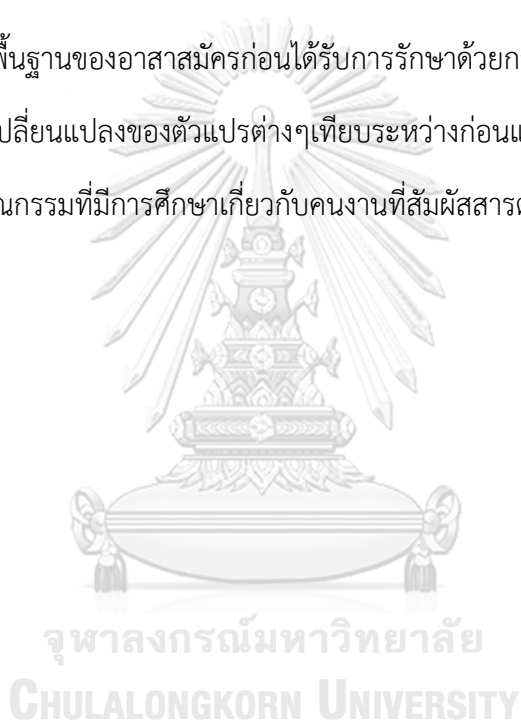 พื้นฐานของอาสาสมัครก่อนได้รับการรักษาด้วยก
เปลี่ยนแปลงของตัวแปรต่างๆเทียบระหว่างก่อนแ
ณกรรมที่มีการศึกษาเกี่ยวกับคนงานที่สัมผัสสารต
จุฬาลงกรณ์มหาวิทยาลัย
CHULALONGKORN UNIVERSITY